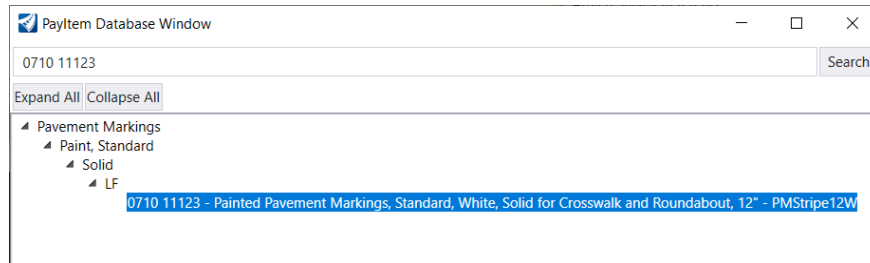 PayItem Database Window
0710 11123
Search
Expand All Collapse All
Pavement Markings
Paint, Standard
Solid
LF
0710 11123 - Painted Pavement Markings, Standard, White, Solid for Crosswalk and Roundabout, 12" - PMStripe12W